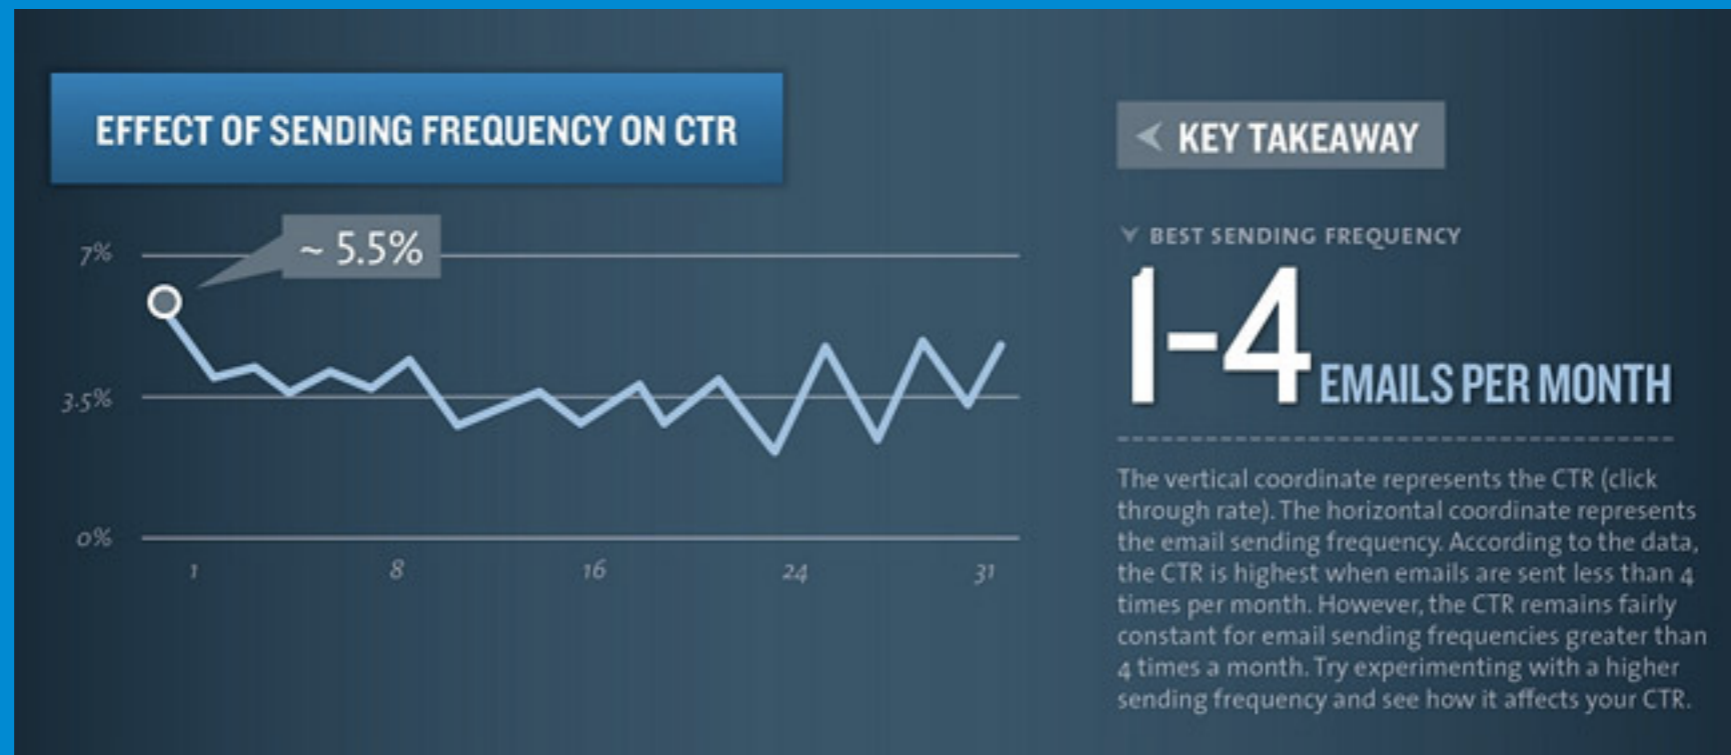 EFFECT OF SENDING FREQUENCY ON CTR
~ 5.5%
7%
3.5%
0%
1 8 16 24 31
KEY TAKEAWAY
BEST SENDING FREQUENCY
1-4 EMAILS PER MONTH
The vertical coordinate represents the CTR (click
through rate). The horizontal coordinate represents
the email sending frequency. According to the data,
the CTR is highest when emails are sent less than 4
times per month. However, the CTR remains fairly
constant for email sending frequencies greater than
4 times a month. Try experimenting with a higher
sending frequency and see how it affects your CTR.